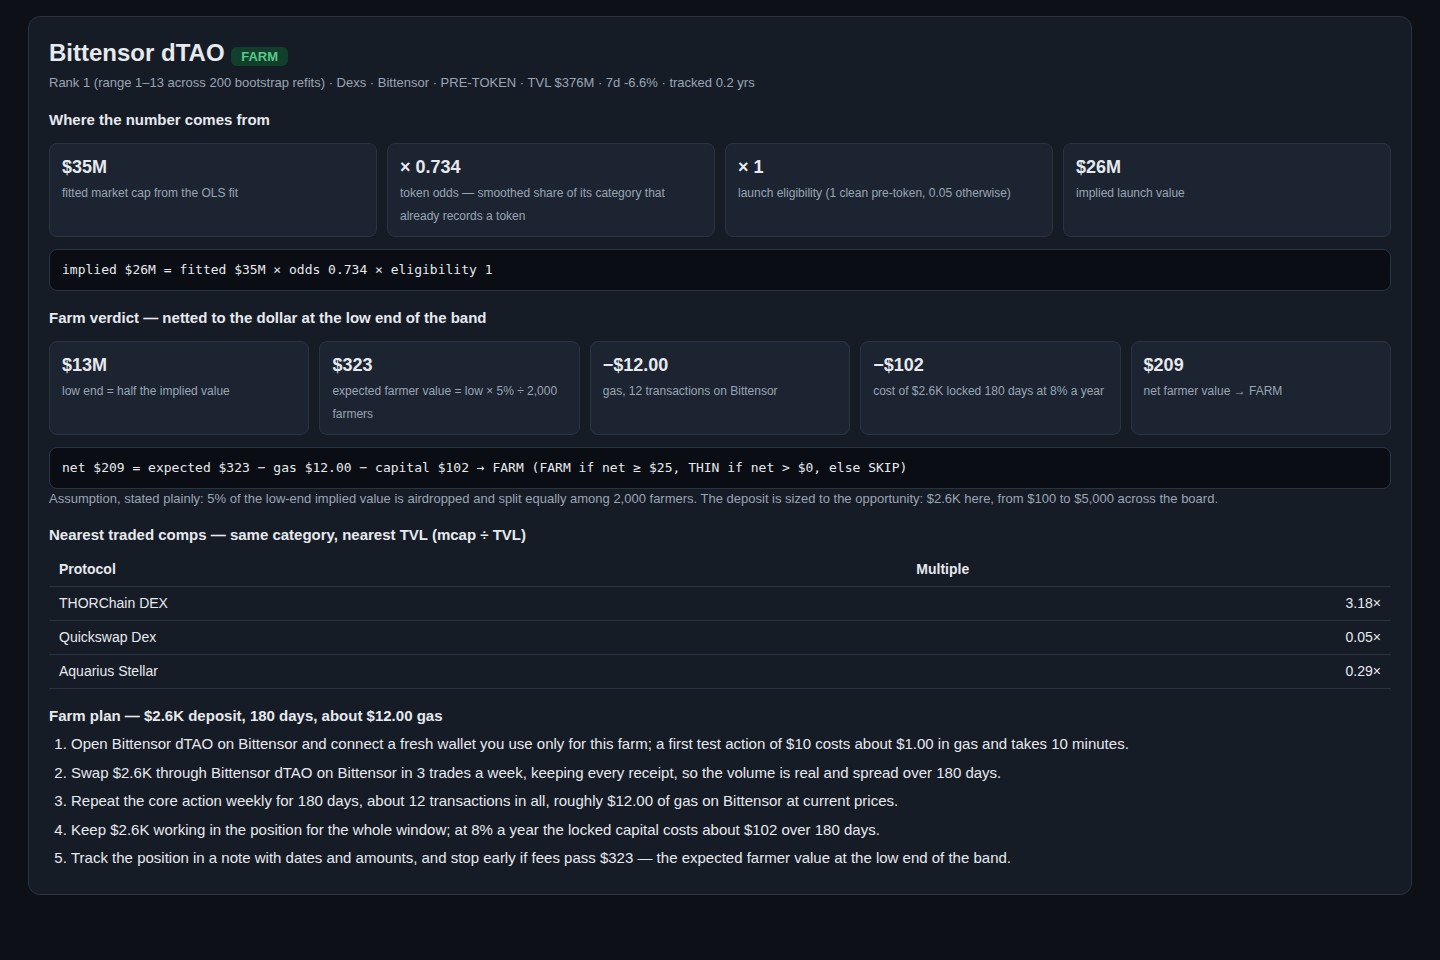 Bittensor dTAO FARM
Rank 1 (range 1–13 across 200 bootstrap refits) · Dexs · Bittensor · PRE-TOKEN · TVL $376M · 7d -6.6% · tracked 0.2 yrs
Where the number comes from
$35M
fitted market cap from the OLS fit
× 0.734
token odds — smoothed share of its category that
already records a token
× 1
launch eligibility (1 clean pre-token, 0.05 otherwise)
$26M
implied launch value
implied $26M = fitted $35M × odds 0.734 × eligibility 1
Farm verdict — netted to the dollar at the low end of the band
$13M
low end = half the implied value
$323
expected farmer value = low × 5% ÷ 2,000
farmers
−$12.00
gas, 12 transactions on Bittensor
−$102
cost of $2.6K locked 180 days at 8% a year
$209
net farmer value → FARM
net $209 = expected $323 − gas $12.00 − capital $102 → FARM (FARM if net ≥ $25, THIN if net > $0, else SKIP)
Assumption, stated plainly: 5% of the low-end implied value is airdropped and split equally among 2,000 farmers. The deposit is sized to the opportunity: $2.6K here, from $100 to $5,000 across the board.
Nearest traded comps — same category, nearest TVL (mcap ÷ TVL)
Protocol Multiple
THORChain DEX 3.18×
Quickswap Dex 0.05×
Aquarius Stellar 0.29×
Farm plan — $2.6K deposit, 180 days, about $12.00 gas
1. Open Bittensor dTAO on Bittensor and connect a fresh wallet you use only for this farm; a first test action of $10 costs about $1.00 in gas and takes 10 minutes.
2. Swap $2.6K through Bittensor dTAO on Bittensor in 3 trades a week, keeping every receipt, so the volume is real and spread over 180 days.
3. Repeat the core action weekly for 180 days, about 12 transactions in all, roughly $12.00 of gas on Bittensor at current prices.
4. Keep $2.6K working in the position for the whole window; at 8% a year the locked capital costs about $102 over 180 days.
5. Track the position in a note with dates and amounts, and stop early if fees pass $323 — the expected farmer value at the low end of the band.